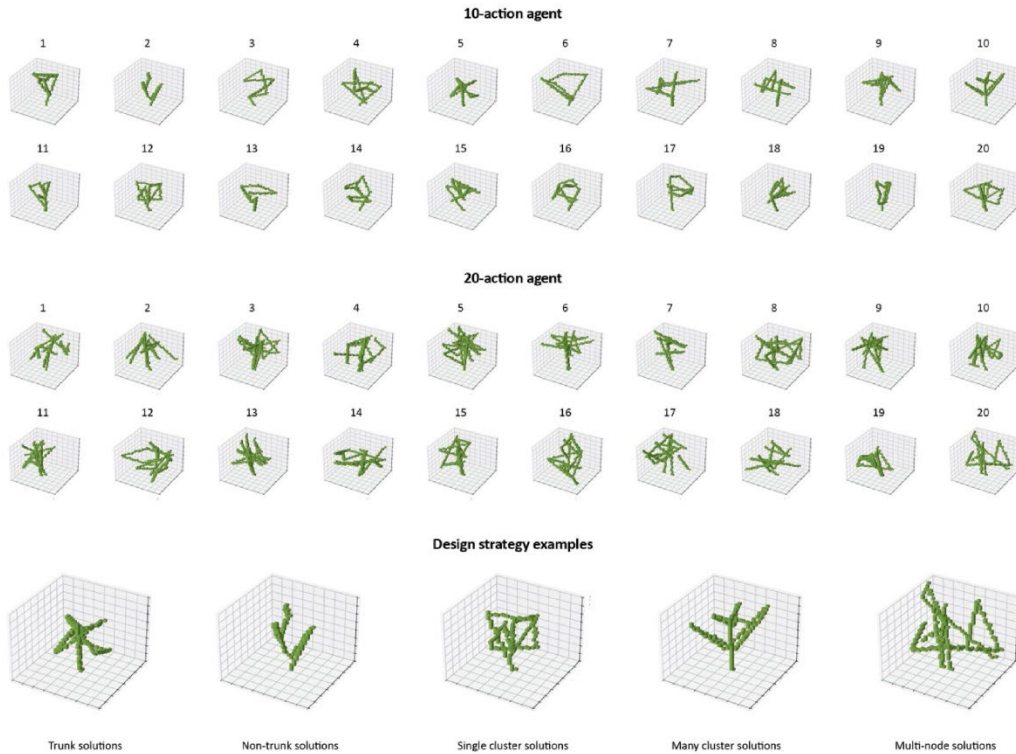 10-action agent
1 2 3 4 5 6 7 8 9 10
11 12 13 14 15 16 17 18 19 20
20-action agent
1 2 3 4 5 6 7 8 9 10
11 12 13 14 15 16 17 18 19 20
Design strategy examples
Trunk solutions Non-trunk solutions Single cluster solutions Many cluster solutions Multi-node solutions